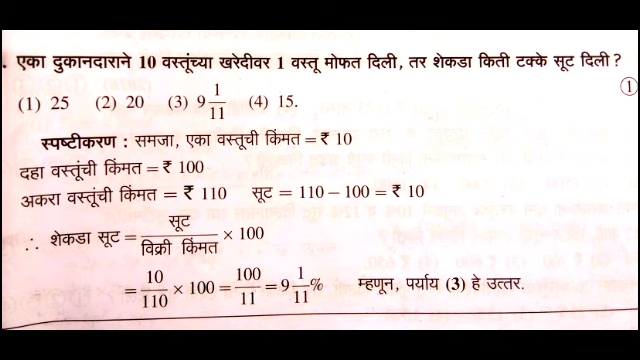 . एका दुकानदाराने 10 वस्तूंच्या खरेदीवर 1 वस्तू मोफत दिली, तर शेकडा किती टक्के सूट दिली ?
(1) 25 (2) 20 (3) 9 1/11 (4) 15.
1
स्पष्टीकरण : समजा, एका वस्तूची किंमत = ₹ 10
दहा वस्तूंची किंमत = ₹ 100
अकरा वस्तूंची किंमत = ₹ 110 सूट = 110 – 100 = ₹ 10
∴ शेकडा सूट = सूट/विक्री किंमत × 100
= 10/110 × 100 = 100/11 = 9 1/11 % म्हणून, पर्याय (3) हे उत्तर.